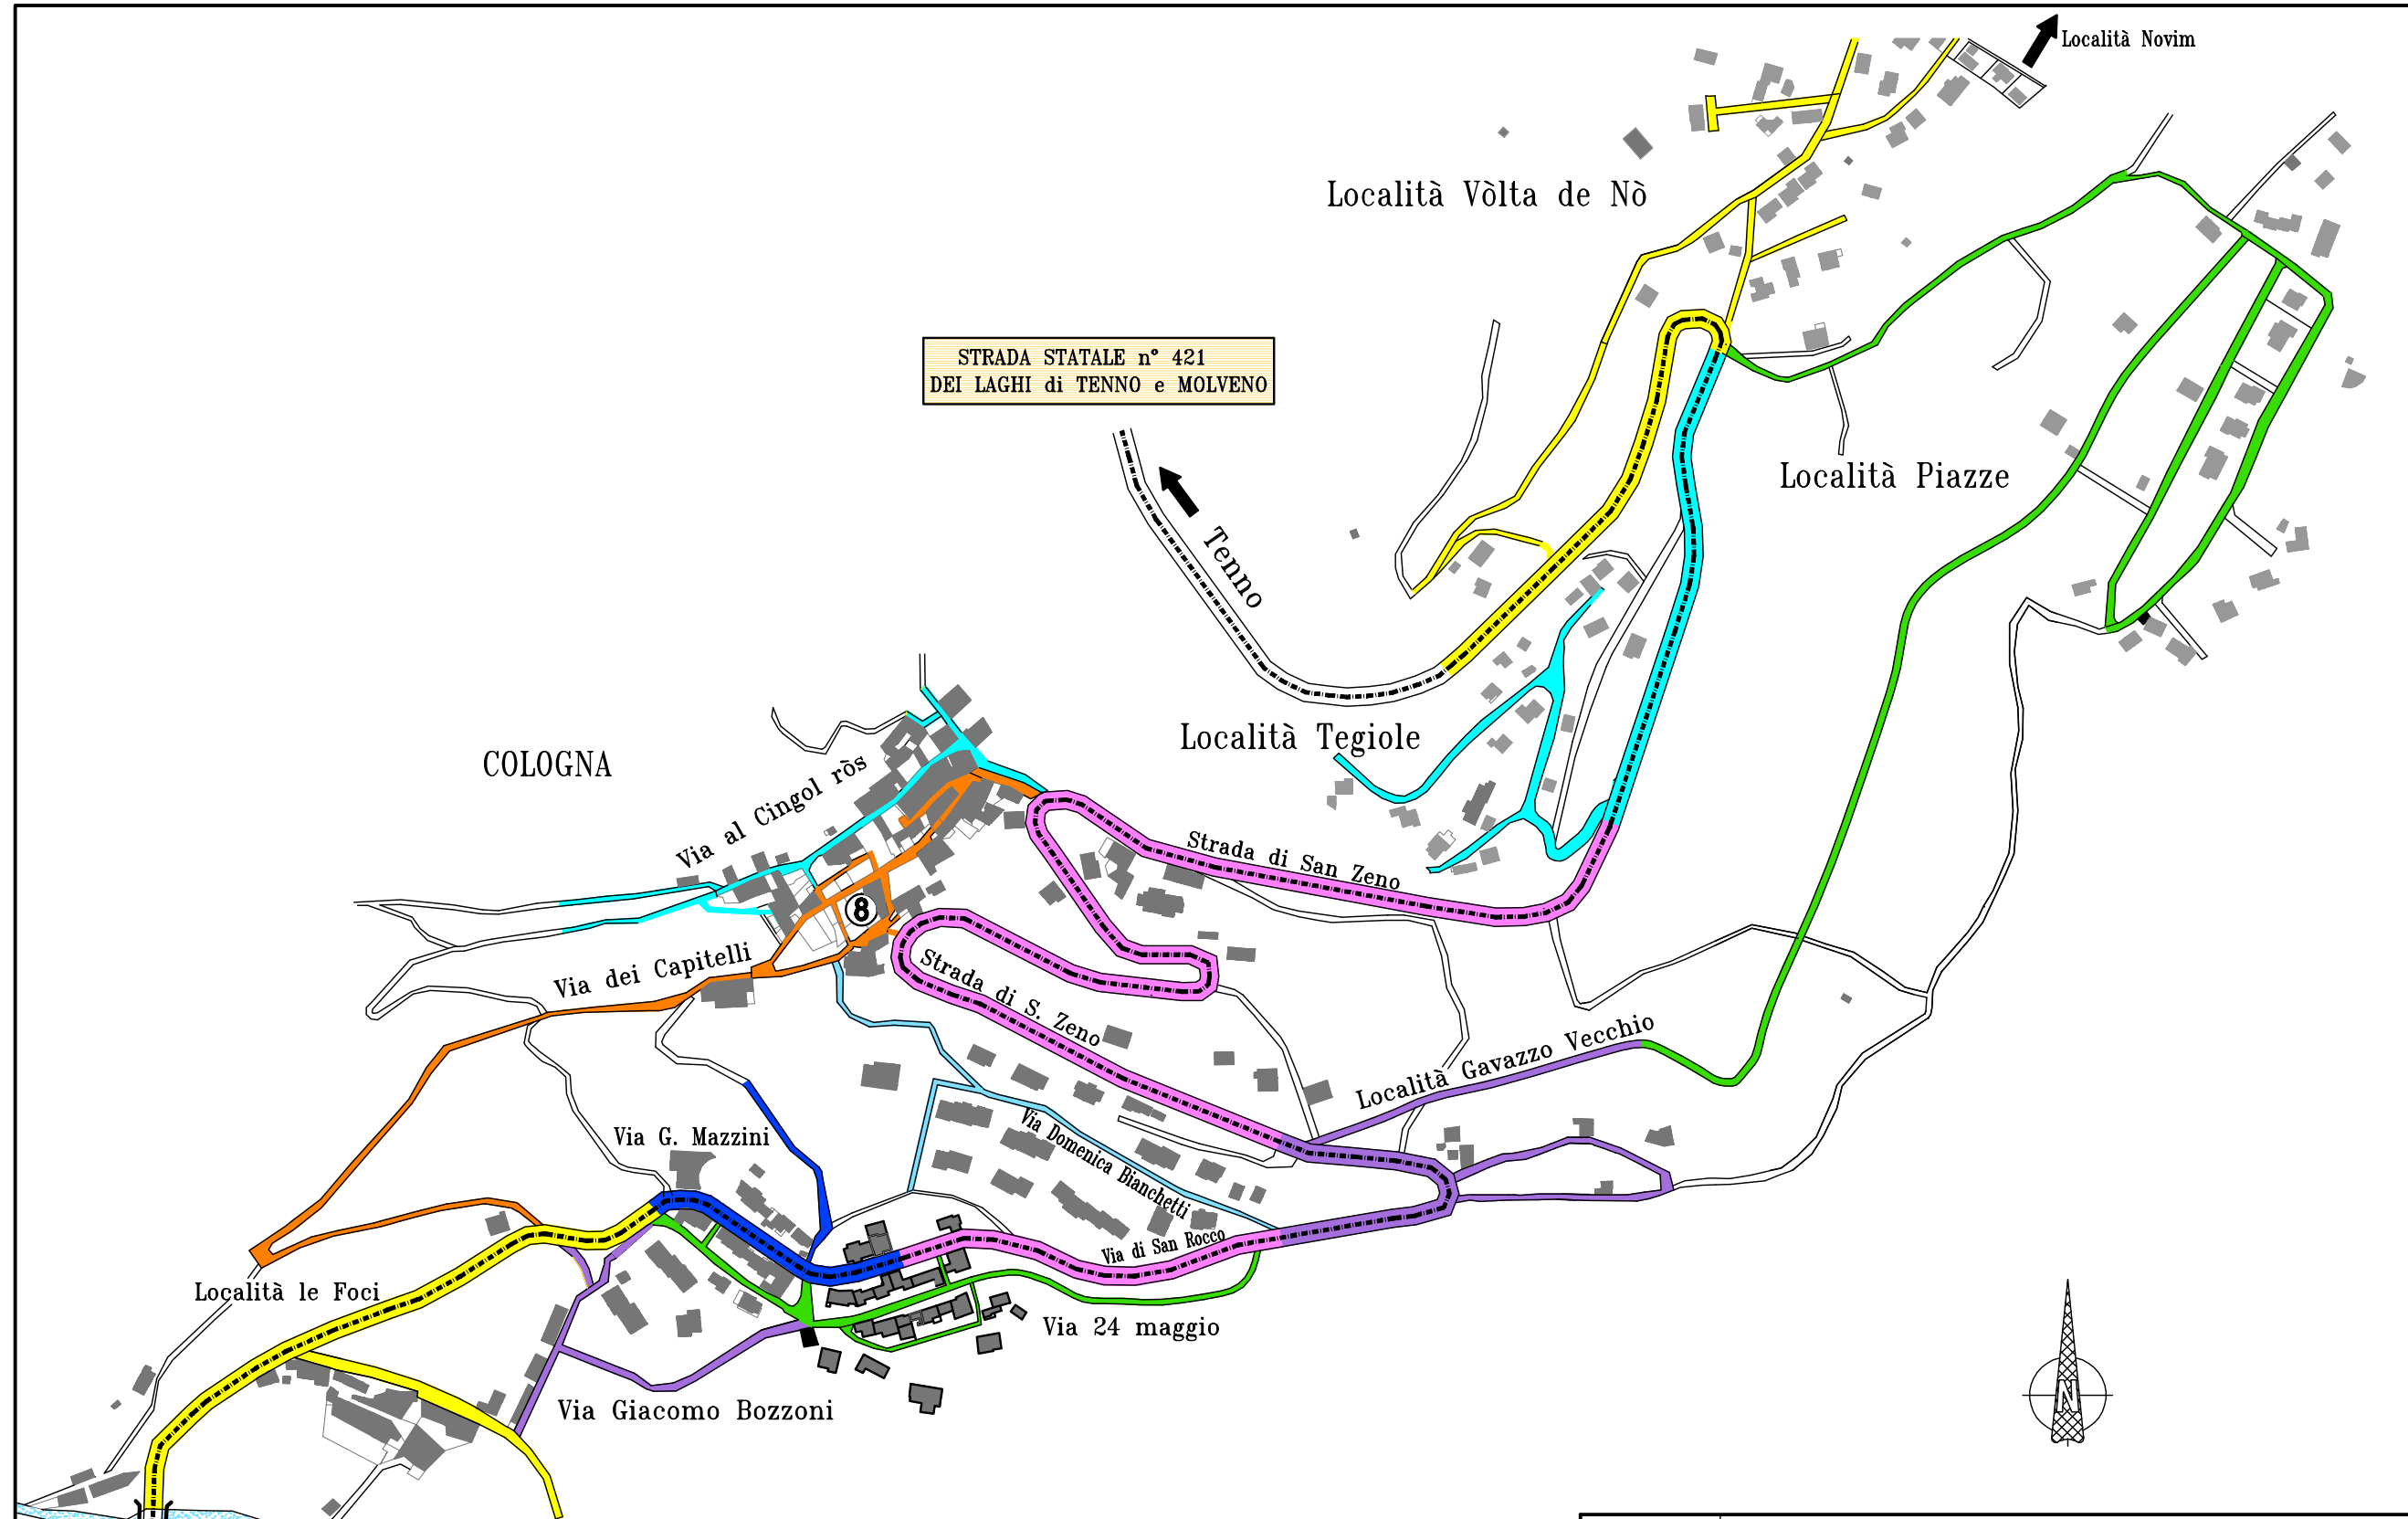 Località Novim
Località Vòlta de Nò
STRADA STATALE n° 421
DEI LAGHI di TENNO e MOLVENO
Località Piazze
Tenno
Località Tegiole
COLOGNA
Via al Cingol ròs
Strada di San Zeno
8
Via dei Capitelli
Strada di S. Zeno
Località Gavazzo Vecchio
Via G. Mazzini
Via Domenica Bianchetti
Via di San Rocco
Località le Foci
Via 24 maggio
Via Giacomo Bozzoni
N